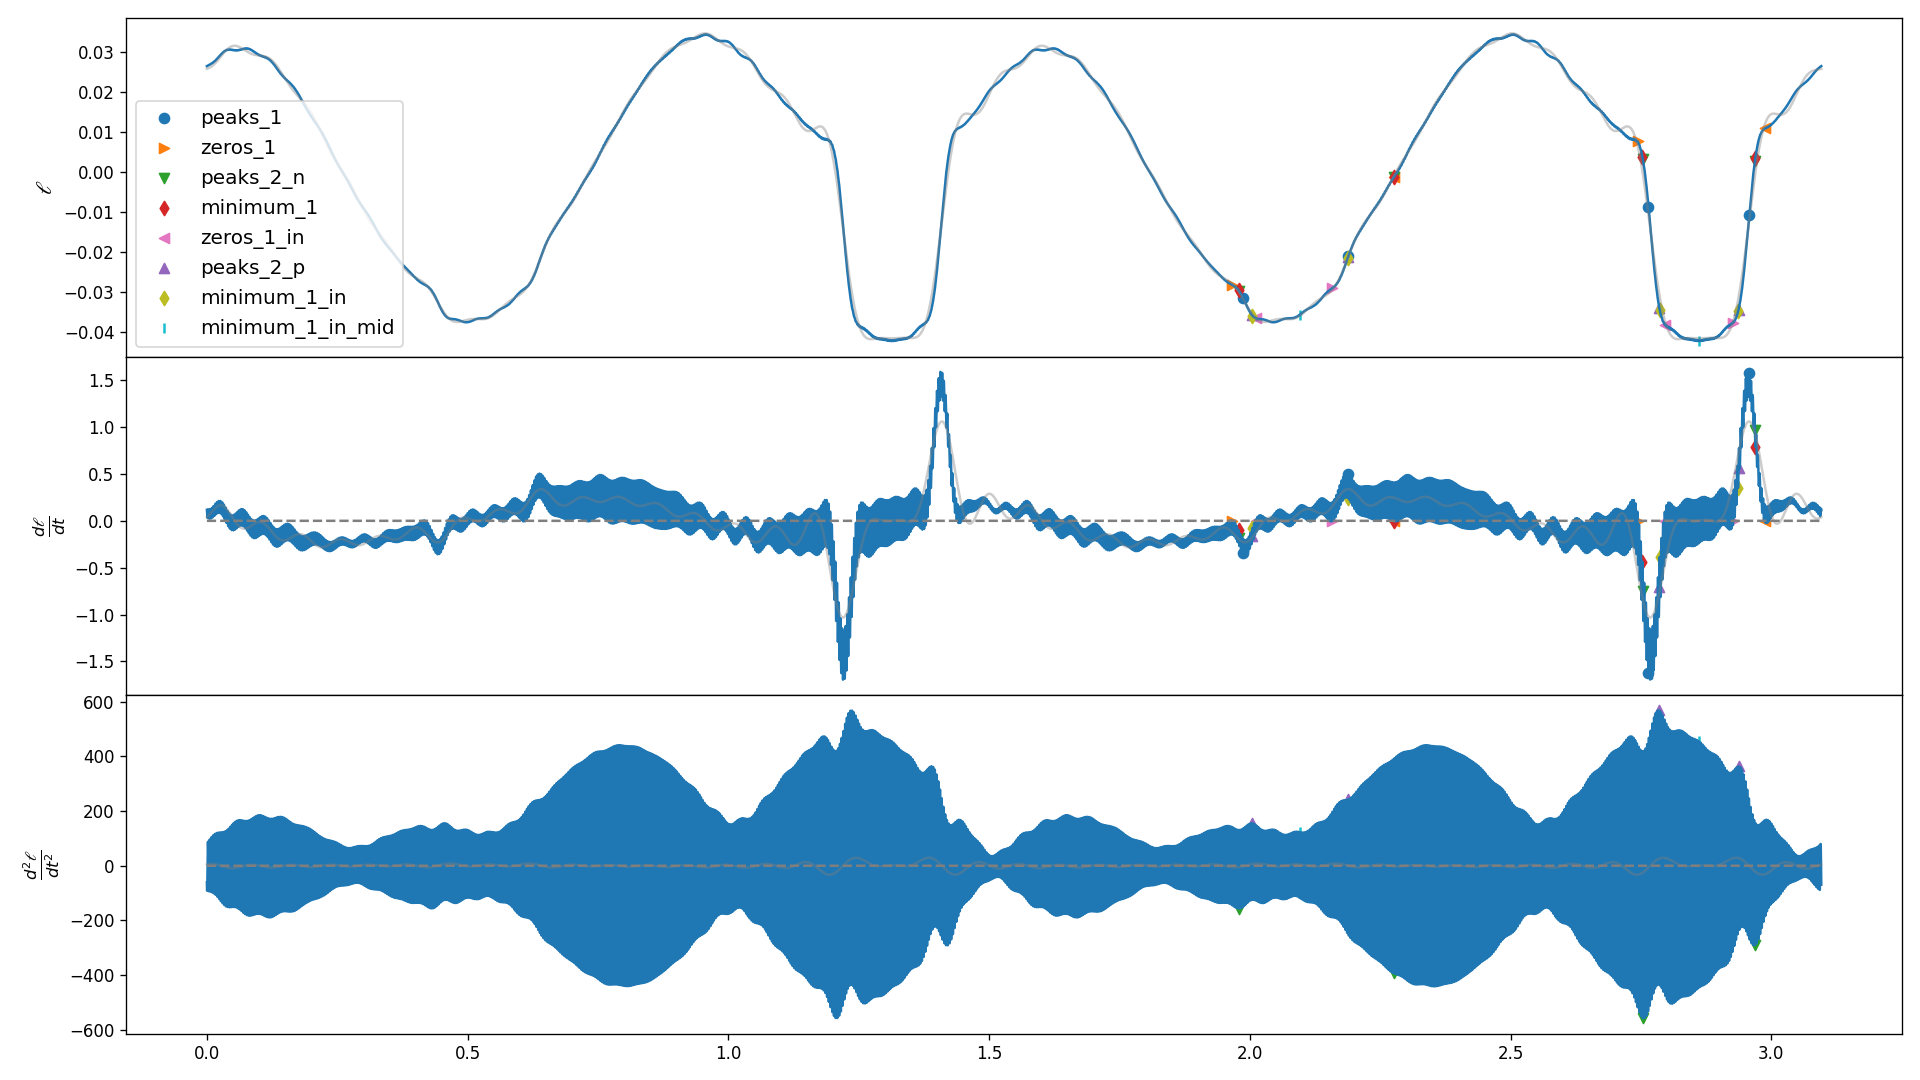 0.03
0.02
0.01
0.00
−0.01
−0.02
−0.03
−0.04
ℓ
peaks_1
zeros_1
peaks_2_n
minimum_1
zeros_1_in
peaks_2_p
minimum_1_in
minimum_1_in_mid
1.5
1.0
0.5
0.0
−0.5
−1.0
−1.5
dℓ
dt
600
400
200
0
−200
−400
−600
d²ℓ
dt²
0.0 0.5 1.0 1.5 2.0 2.5 3.0